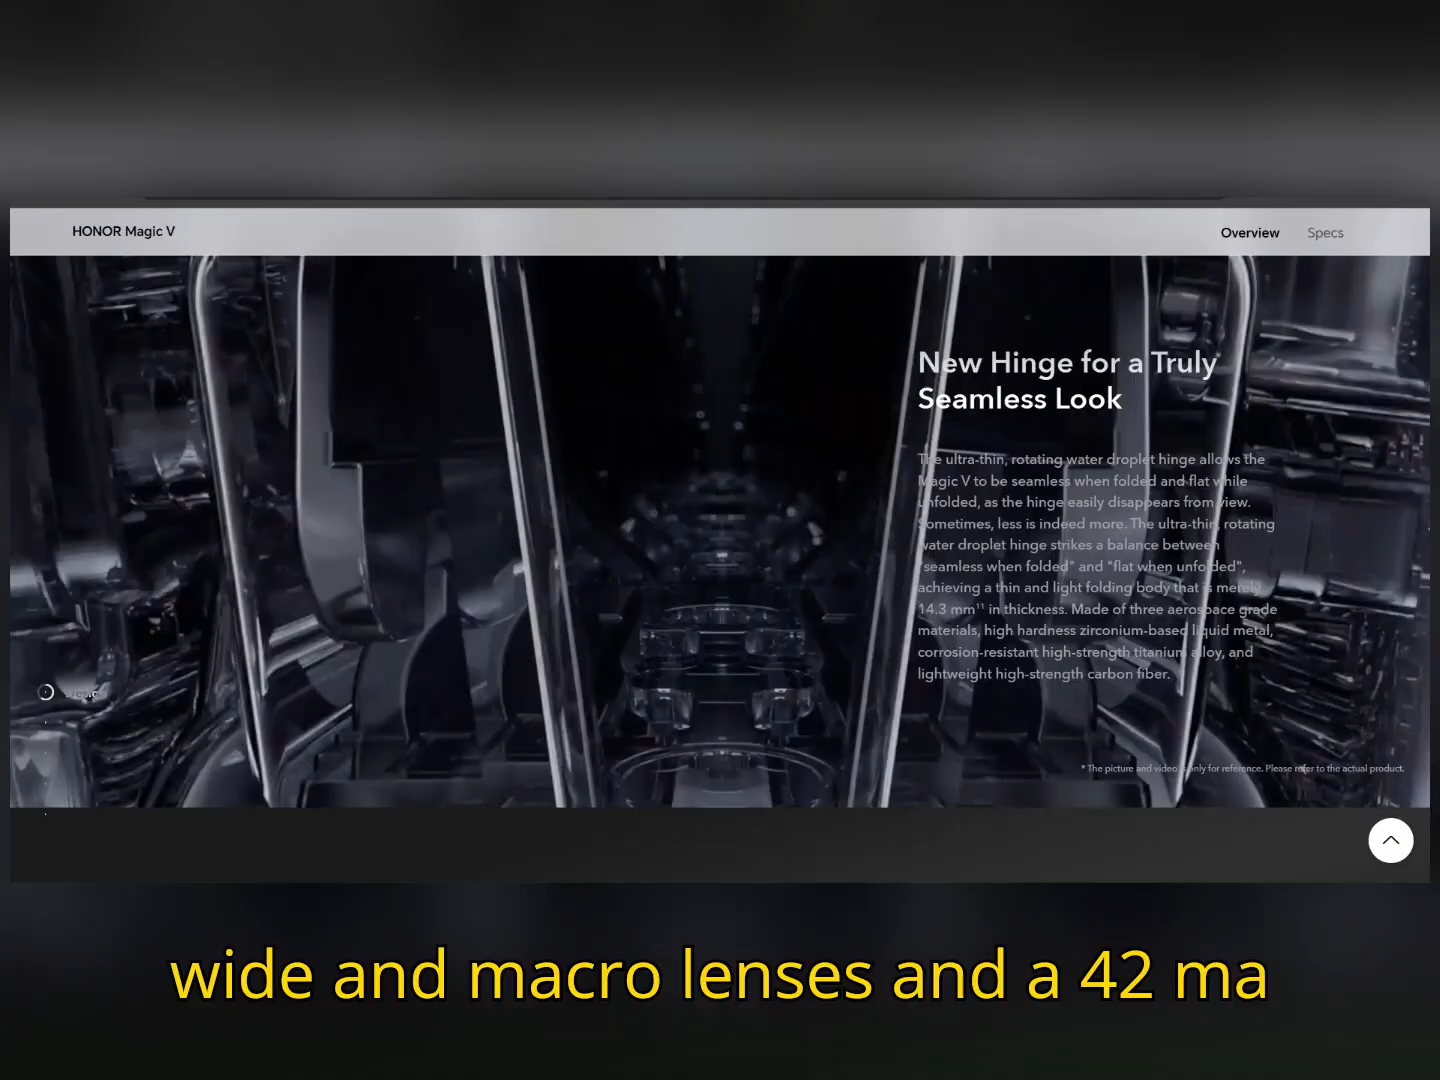 HONOR Magic V
Overview
Specs
New Hinge for a Truly
Seamless Look
The ultra-thin, rotating water droplet hinge allows the
Magic V to be seamless when folded and flat while
unfolded, as the hinge easily disappears from view.
Sometimes, less is indeed more. The ultra-thin, rotating
water droplet hinge strikes a balance between
"seamless when folded" and "flat when unfolded",
achieving a thin and light folding body that is merely
14.3 mm¹¹ in thickness. Made of three aerospace grade
materials, high hardness zirconium-based liquid metal,
corrosion-resistant high-strength titanium alloy, and
lightweight high-strength carbon fiber.
* The picture and video is only for reference. Please refer to the actual product.
wide and macro lenses and a 42 ma